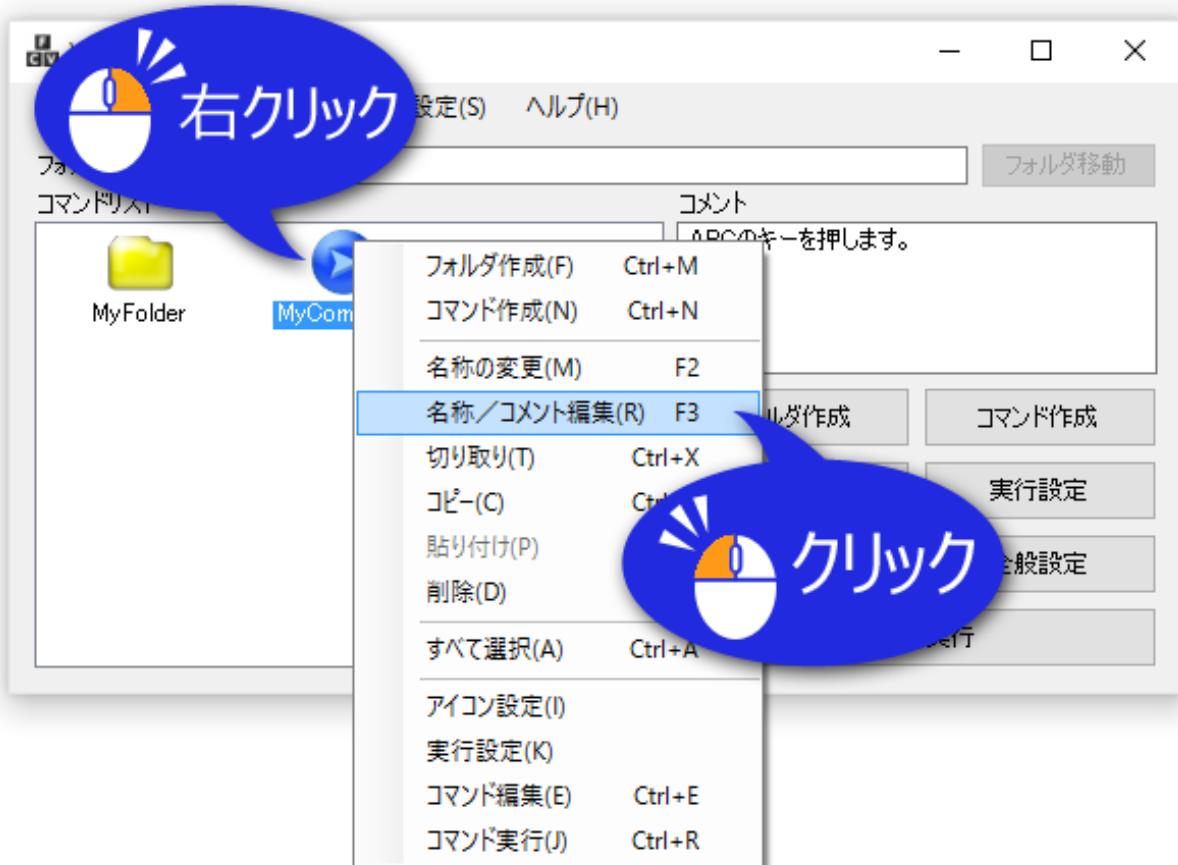 右クリック
設定(S) ヘルプ(H)
フォルダ移動
コマンドリスト
コメント
ABCのキーを押します。
MyFolder
フォルダ作成(F) Ctrl+M
コマンド作成(N) Ctrl+N
名称の変更(M) F2
名称／コメント編集(R) F3
切り取り(T) Ctrl+X
コピー(C)
貼り付け(P)
削除(D)
すべて選択(A) Ctrl+A
アイコン設定(I)
実行設定(K)
コマンド編集(E) Ctrl+E
コマンド実行(J) Ctrl+R
コマンド作成
実行設定
全般設定
実行
クリック